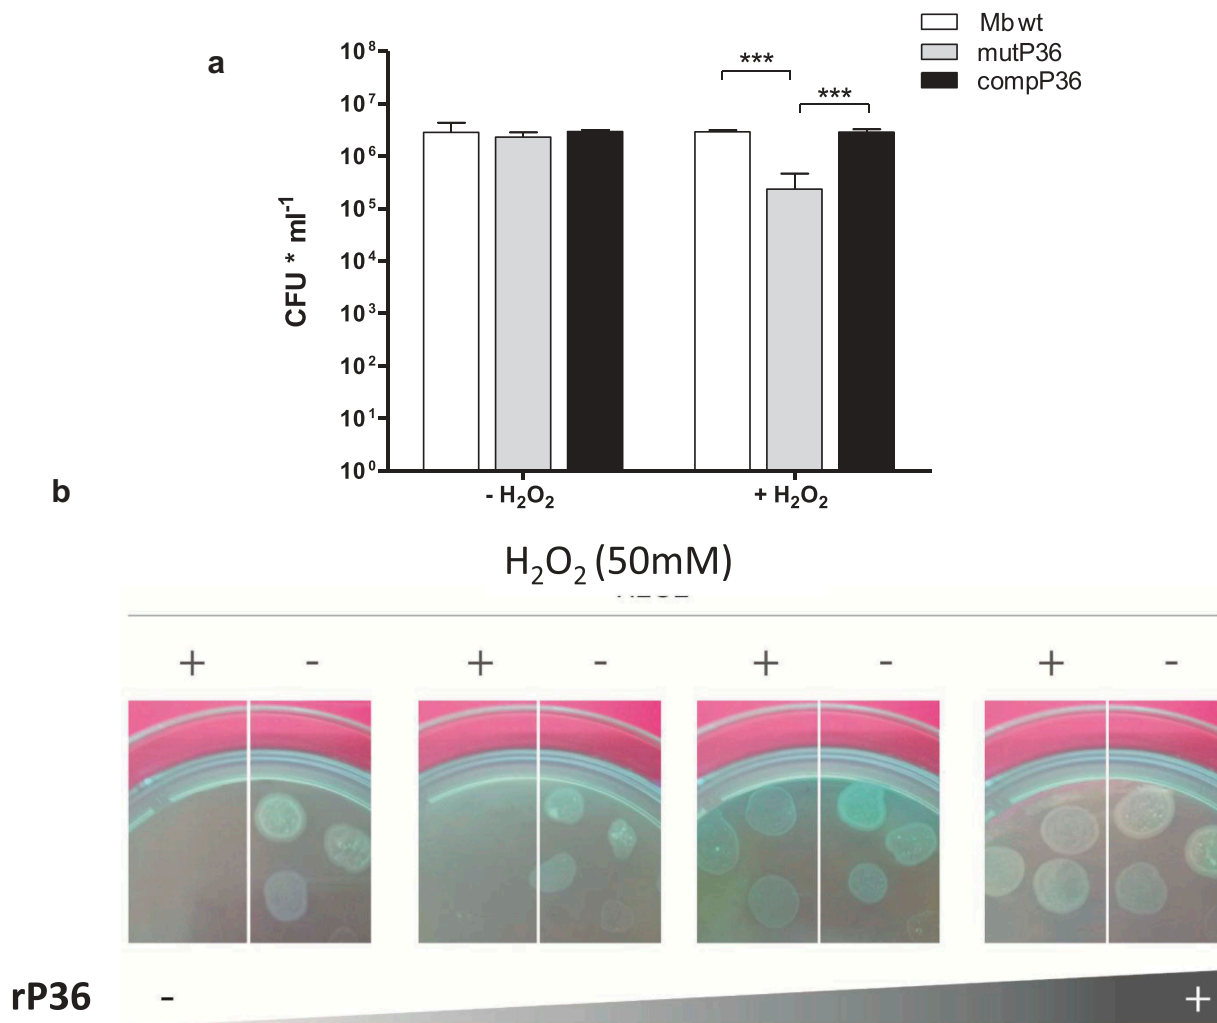 Mb wt
mutP36
compP36
a
***
***
10⁸
10⁷
10⁶
10⁵
10⁴
10³
10²
10¹
10⁰
CFU * ml⁻¹
- H₂O₂
+ H₂O₂
b
H₂O₂ (50mM)
+ - + - + - + -
rP36 - +